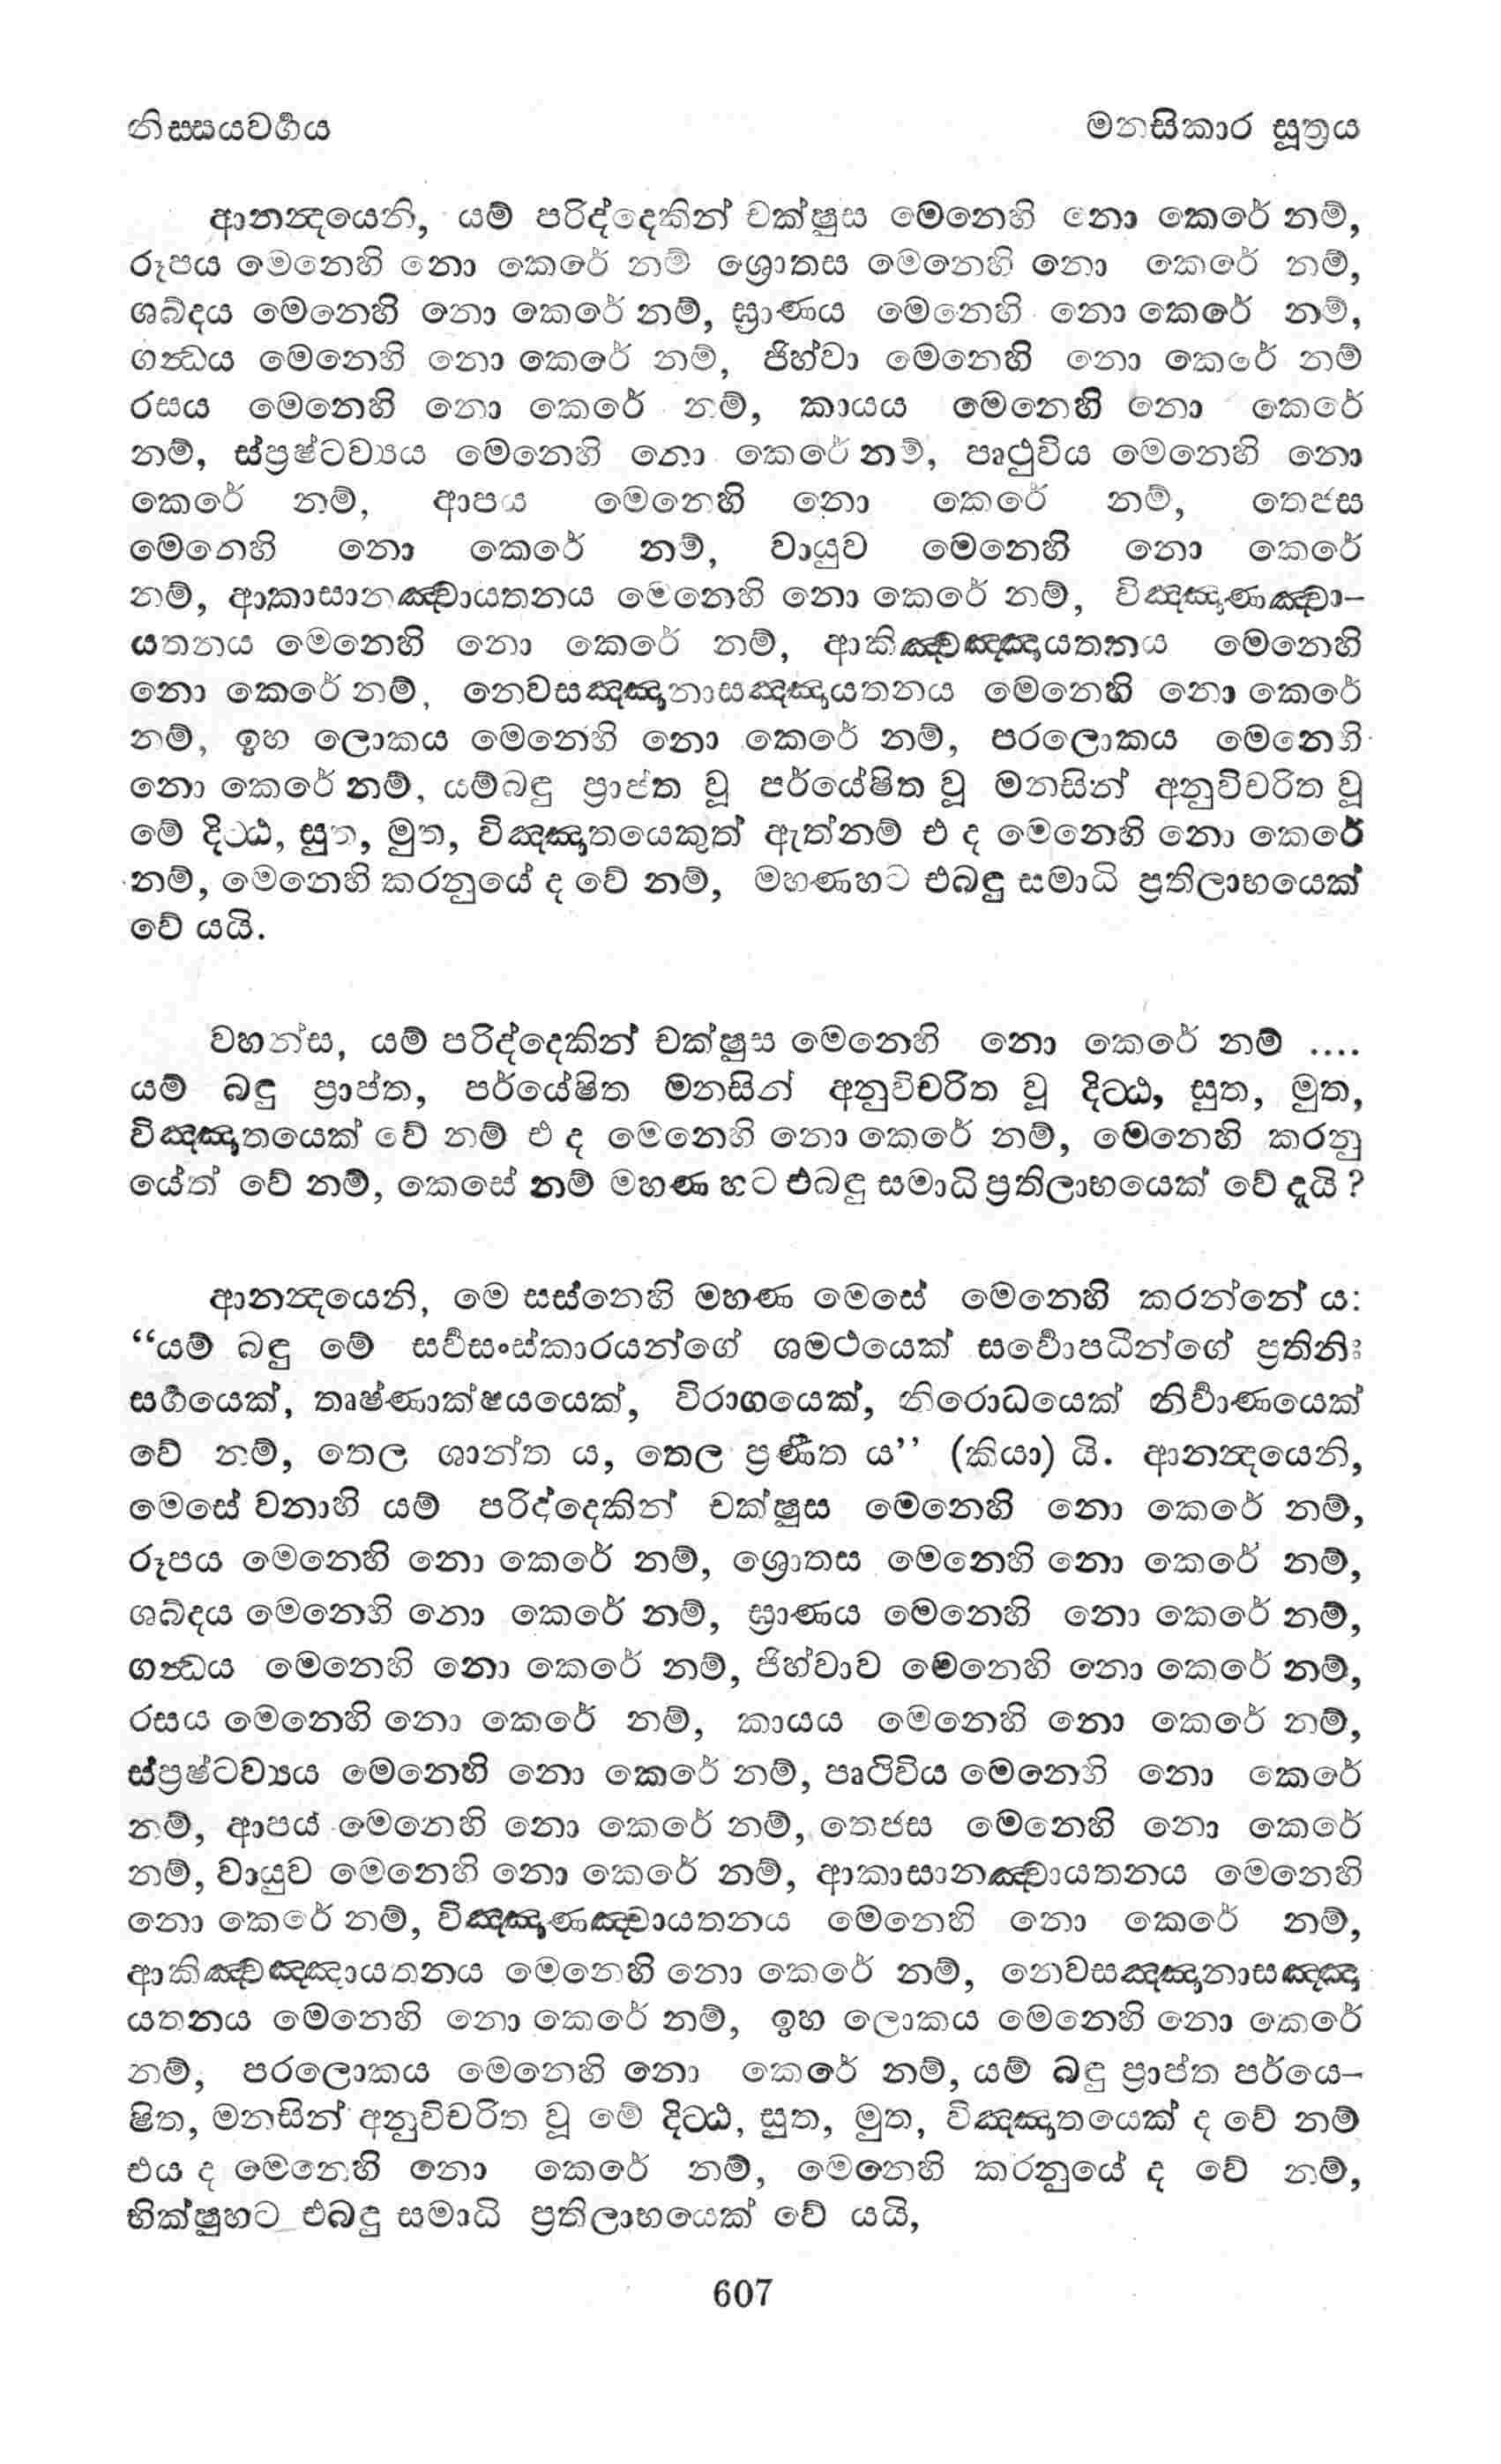 නිස්සයවර්ගය මනසිකාර සූත්‍රය
ආනන්දයෙනි, යම් පරිද්දෙකින් චක්ෂුස මෙනෙහි නො කෙරේ නම්,
රූපය මෙනෙහි නො කෙරේ නම් ශ්‍රොතස මෙනෙහි නො කෙරේ නම්,
ශබ්දය මෙනෙහි නො කෙරේ නම්, ඝ්‍රාණය මෙනෙහි නො කෙරේ නම්,
ගන්ධය මෙනෙහි නො කෙරේ නම්, ජිහ්වා මෙනෙහි නො කෙරේ නම්
රසය මෙනෙහි නො කෙරේ නම්, කායය මෙනෙහි නො කෙරේ
නම්, ස්ප්‍රෂ්ටව්‍යය මෙනෙහි නො කෙරේ නම්, පෘථුවිය මෙනෙහි නො
කෙරේ නම්, ආපය මෙනෙහි නො කෙරේ නම්, තෙජස
මෙනෙහි නො කෙරේ නම්, වායුව මෙනෙහි නො කෙරේ
නම්, ආකාසානඤ්චායතනය මෙනෙහි නො කෙරේ නම්, විඤ්ඤාණඤ්චා-
යතනය මෙනෙහි නො කෙරේ නම්, ආකිඤ්චඤ්ඤායතනය මෙනෙහි
නො කෙරේ නම්, නෙවසඤ්ඤානාසඤ්ඤායතනය මෙනෙහි නො කෙරේ
නම්, ඉහ ලොකය මෙනෙහි නො කෙරේ නම්, පරලොකය මෙනෙහි
නො කෙරේ නම්, යම්බඳු ප්‍රාප්ත වූ පර්යේෂිත වූ මනසින් අනුවිචරිත වූ
මේ දිට්ඨ, සුත, මුත, විඤ්ඤාතයෙකුත් ඇත්නම් එ ද මෙනෙහි නො කෙරේ
නම්, මෙනෙහි කරනුයේ ද වේ නම්, මහණහට එබඳු සමාධි ප්‍රතිලාභයෙක්
වේ යයි.
වහන්ස, යම් පරිද්දෙකින් චක්ෂුස මෙනෙහි නො කෙරේ නම් ....
යම් බඳු ප්‍රාප්ත, පර්යේෂිත මනසින් අනුවිචරිත වූ දිට්ඨ, සුත, මුත,
විඤ්ඤාතයෙක් වේ නම් එ ද මෙනෙහි නො කෙරේ නම්, මෙනෙහි කරනු
යේත් වේ නම්, කෙසේ නම් මහණ හට එබඳු සමාධි ප්‍රතිලාභයෙක් වේ දැයි ?
ආනන්දයෙනි, මෙ සස්නෙහි මහණ මෙසේ මෙනෙහි කරන්නේ ය:
“යම් බඳු මේ සර්වසංස්කාරයන්ගේ ශමථයෙක් සර්වොපධීන්ගේ ප්‍රතිනිඃ
සර්ගයෙක්, තෘෂ්ණාක්ෂයයෙක්, විරාගයෙක්, නිරොධයෙක් නිර්වාණයෙක්
වේ නම්, තෙල ශාන්ත ය, තෙල ප්‍රණීත ය’’ (කියා) යි. ආනන්දයෙනි,
මෙසේ වනාහි යම් පරිද්දෙකින් චක්ෂුස මෙනෙහි නො කෙරේ නම්,
රූපය මෙනෙහි නො කෙරේ නම්, ශ්‍රොතස මෙනෙහි නො කෙරේ නම්,
ශබ්දය මෙනෙහි නො කෙරේ නම්, ඝ්‍රාණය මෙනෙහි නො කෙරේ නම්,
ගන්ධය මෙනෙහි නො කෙරේ නම්, ජිහ්වාව මෙනෙහි නො කෙරේ නම්,
රසය මෙනෙහි නො කෙරේ නම්, කායය මෙනෙහි නො කෙරේ නම්,
ස්ප්‍රෂ්ටව්‍යය මෙනෙහි නො කෙරේ නම්, පෘථිවිය මෙනෙහි නො කෙරේ
නම්, ආපය් මෙනෙහි නො කෙරේ නම්, තෙජස මෙනෙහි නො කෙරේ
නම්, වායුව මෙනෙහි නො කෙරේ නම්, ආකාසානඤ්චායතනය මෙනෙහි
නො කෙරේ නම්, විඤ්ඤාණඤ්චායතනය මෙනෙහි නො කෙරේ නම්,
ආකිඤ්චඤ්ඤායතනය මෙනෙහි නො කෙරේ නම්, නෙවසඤ්ඤානාසඤ්ඤා
යතනය මෙනෙහි නො කෙරේ නම්, ඉහ ලොකය මෙනෙහි නො කෙරේ
නම්, පරලොකය මෙනෙහි නො කෙරේ නම්, යම් බඳු ප්‍රාප්ත පර්යෙ-
ෂිත, මනසින් අනුවිචරිත වූ මේ දිට්ඨ, සුත, මුත, විඤ්ඤාතයෙක් ද වේ නම්
එය ද මෙනෙහි නො කෙරේ නම්, මෙනෙහි කරනුයේ ද වේ නම්,
භික්ෂුහට එබඳු සමාධි ප්‍රතිලාභයෙක් වේ යයි,
607